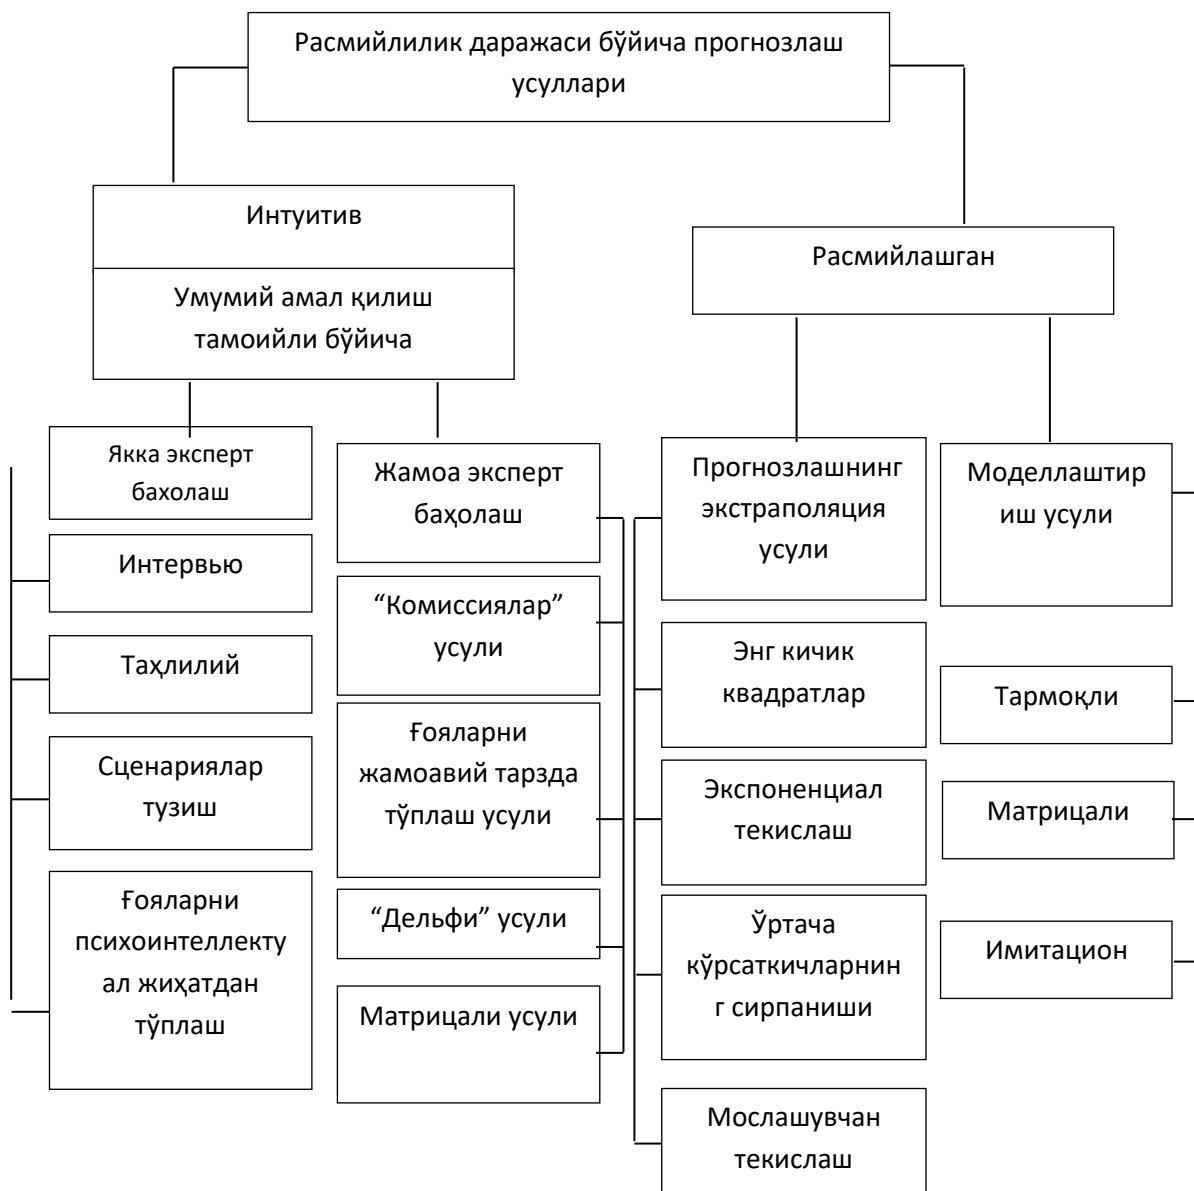 Расмийлилик даражаси бўйича прогнозлаш
усуллари
Интуитив
Умумий амал қилиш
тамоийли бўйича
Расмийлашган
Якка эксперт
бахолаш
Интервью
Таҳлилий
Сценариялар
тузиш
Ғояларни
психоинтеллекту
ал жиҳатдан
тўплаш
Жамоа эксперт
баҳолаш
“Комиссиялар”
усули
Ғояларни
жамоавий тарзда
тўплаш усули
“Дельфи” усули
Матрицали усули
Прогнозлашнинг
экстраполяция
усули
Энг кичик
квадратлар
Экспоненциал
текислаш
Ўртача
кўрсаткичларнин
г сирпаниши
Мослашувчан
текислаш
Моделлаштир
иш усули
Тармоқли
Матрицали
Имитацион